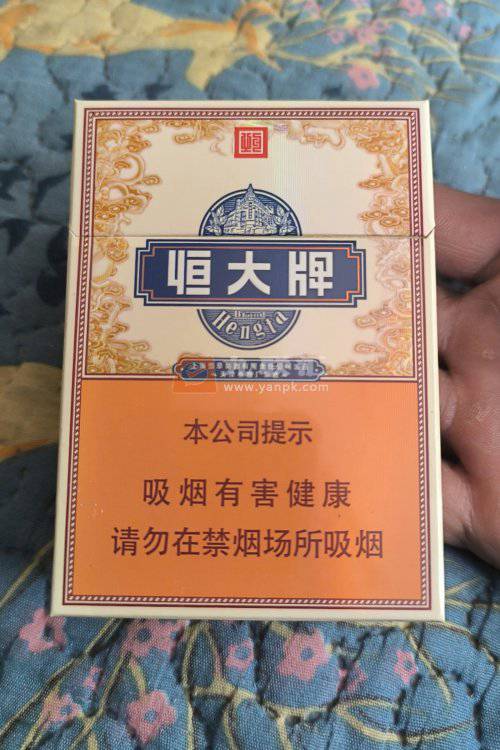 恒大牌
Hengta
www.yanpk.com
本公司提示
吸烟有害健康
请勿在禁烟场所吸烟